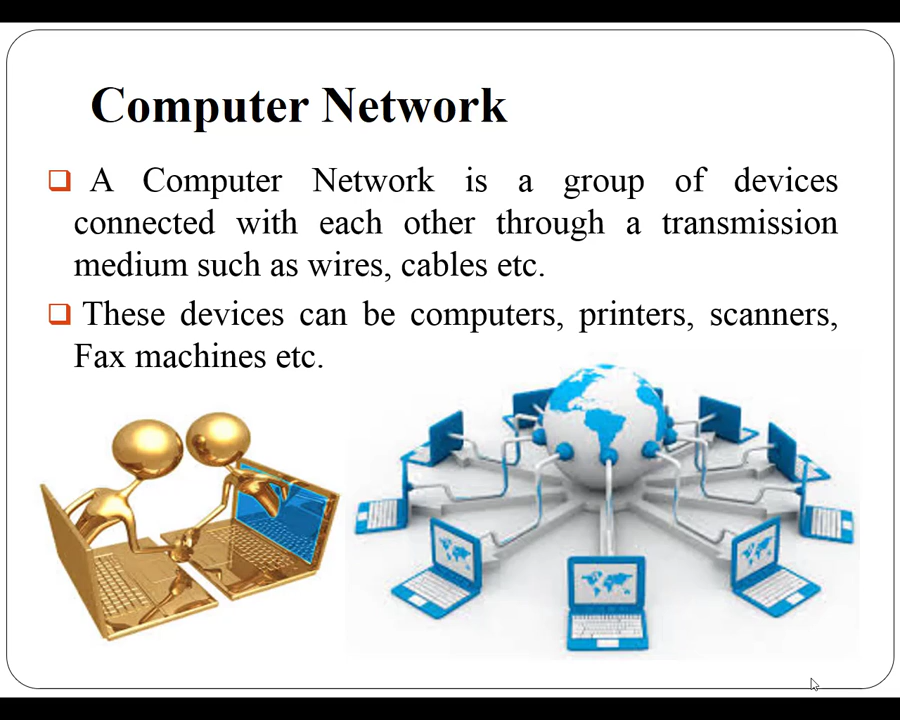 Computer Network
A Computer Network is a group of devices
connected with each other through a transmission
medium such as wires, cables etc.
These devices can be computers, printers, scanners,
Fax machines etc.